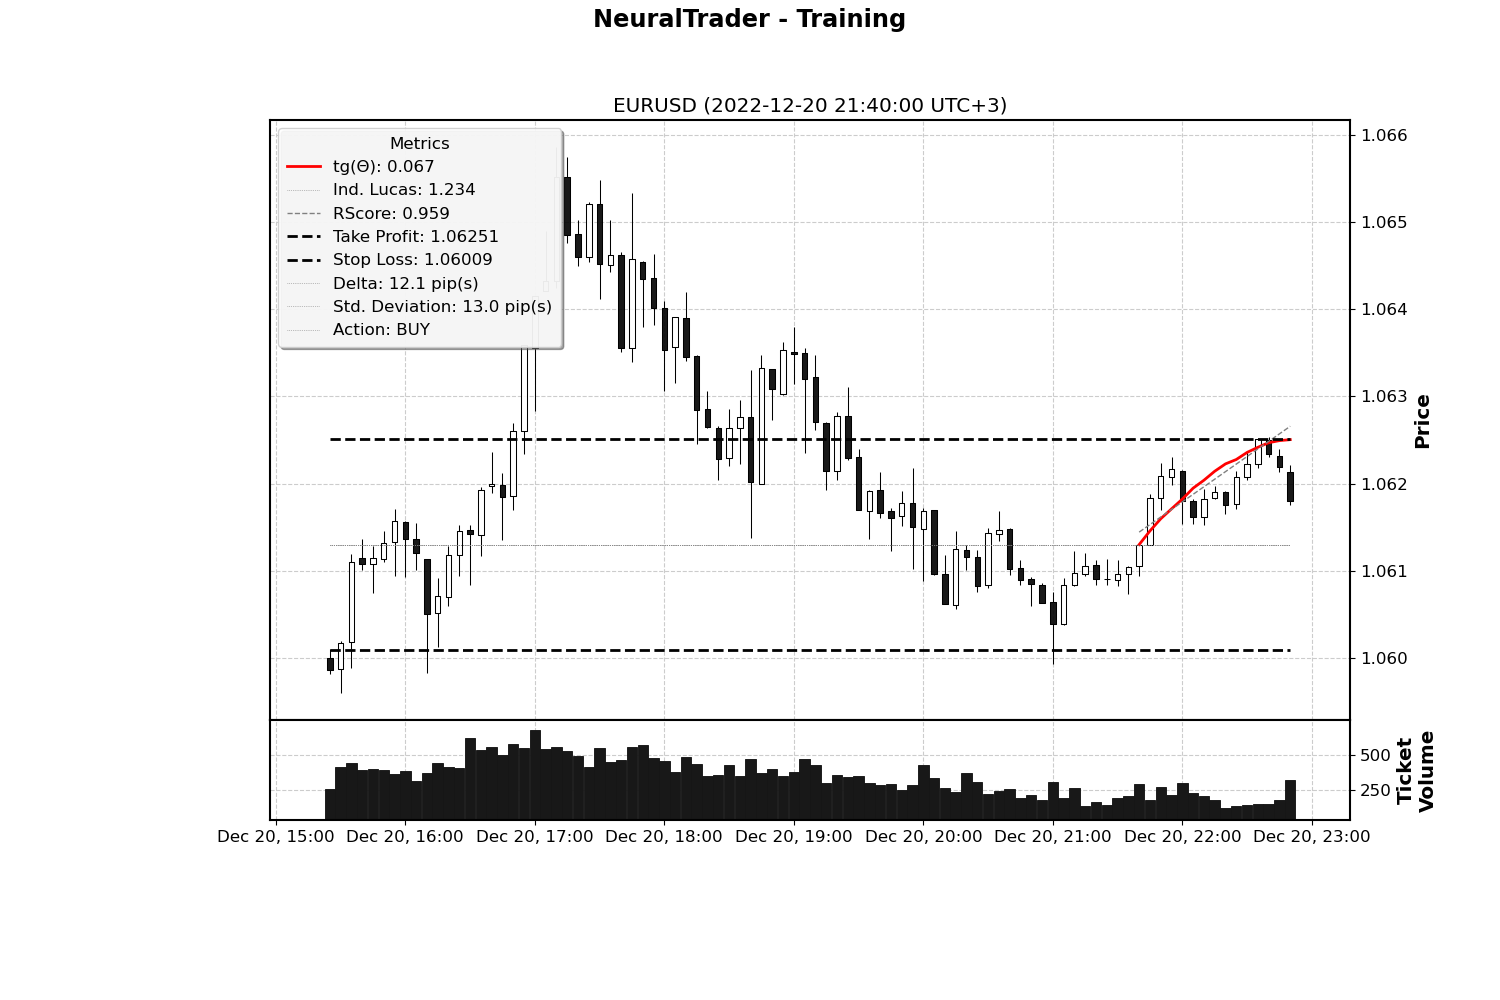 NeuralTrader - Training
EURUSD (2022-12-20 21:40:00 UTC+3)
Metrics
tg(Θ): 0.067
Ind. Lucas: 1.234
RScore: 0.959
Take Profit: 1.06251
Stop Loss: 1.06009
Delta: 12.1 pip(s)
Std. Deviation: 13.0 pip(s)
Action: BUY
1.066
1.065
1.064
1.063
1.062
1.061
1.060
Price
500
250
Ticket
Volume
Dec 20, 15:00 Dec 20, 16:00 Dec 20, 17:00 Dec 20, 18:00 Dec 20, 19:00 Dec 20, 20:00 Dec 20, 21:00 Dec 20, 22:00 Dec 20, 23:00